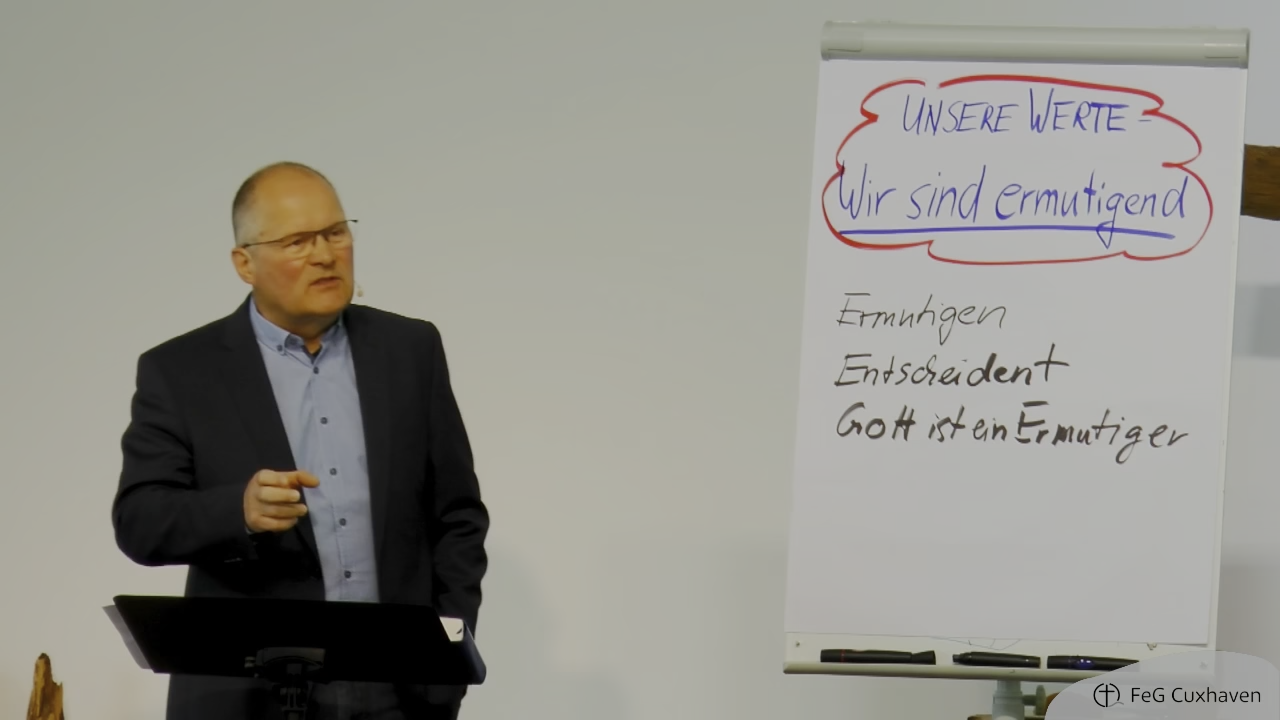 UNSERE WERTE -
Wir sind ermutigend
Ermutigen
Entscheident
Gott ist ein Ermutiger
FeG Cuxhaven